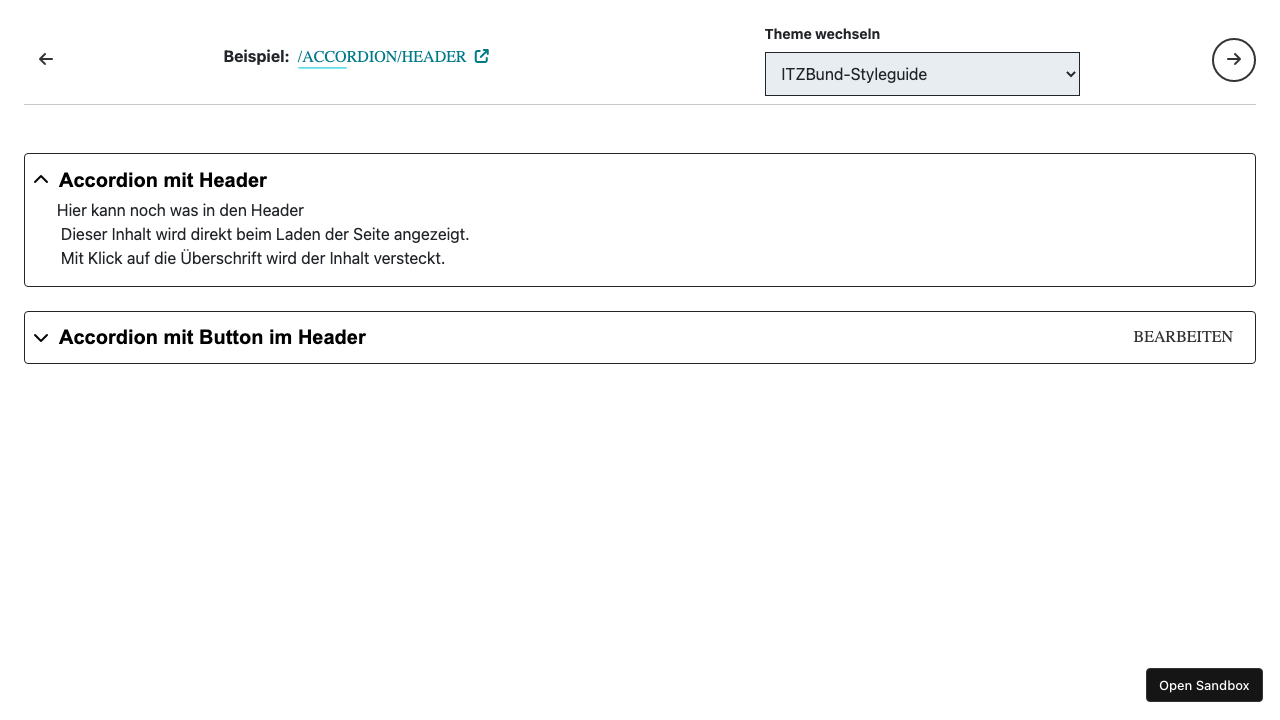 Beispiel: /ACCORDION/HEADER
Theme wechseln
ITZBund-Styleguide
Accordion mit Header
Hier kann noch was in den Header
Dieser Inhalt wird direkt beim Laden der Seite angezeigt.
Mit Klick auf die Überschrift wird der Inhalt versteckt.
Accordion mit Button im Header
BEARBEITEN
Open Sandbox